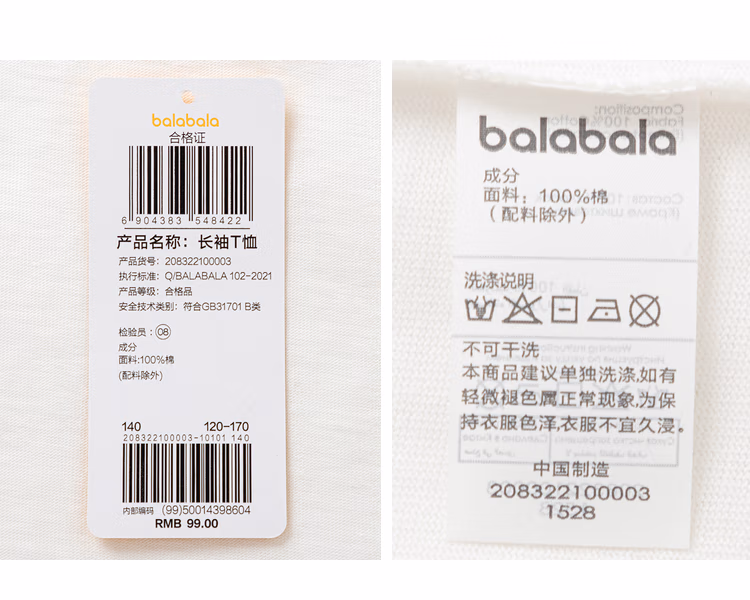 balabala
合格证
6 904383 548422
产品名称：长袖T恤
产品货号：208322100003
执行标准：Q/BALABALA 102-2021
产品等级：合格品
安全技术类别：符合GB31701 B类
检验员：08
成分
面料:100%棉
(配料除外)
140 120-170
208322100003-10101 140
内部编码 (99)50014398604
RMB 99.00
balabala
成分
面料：100%棉
（配料除外）
洗涤说明
不可干洗
本商品建议单独洗涤,如有
轻微褪色属正常现象,为保
持衣服色泽,衣服不宜久浸。
中国制造
208322100003
1528